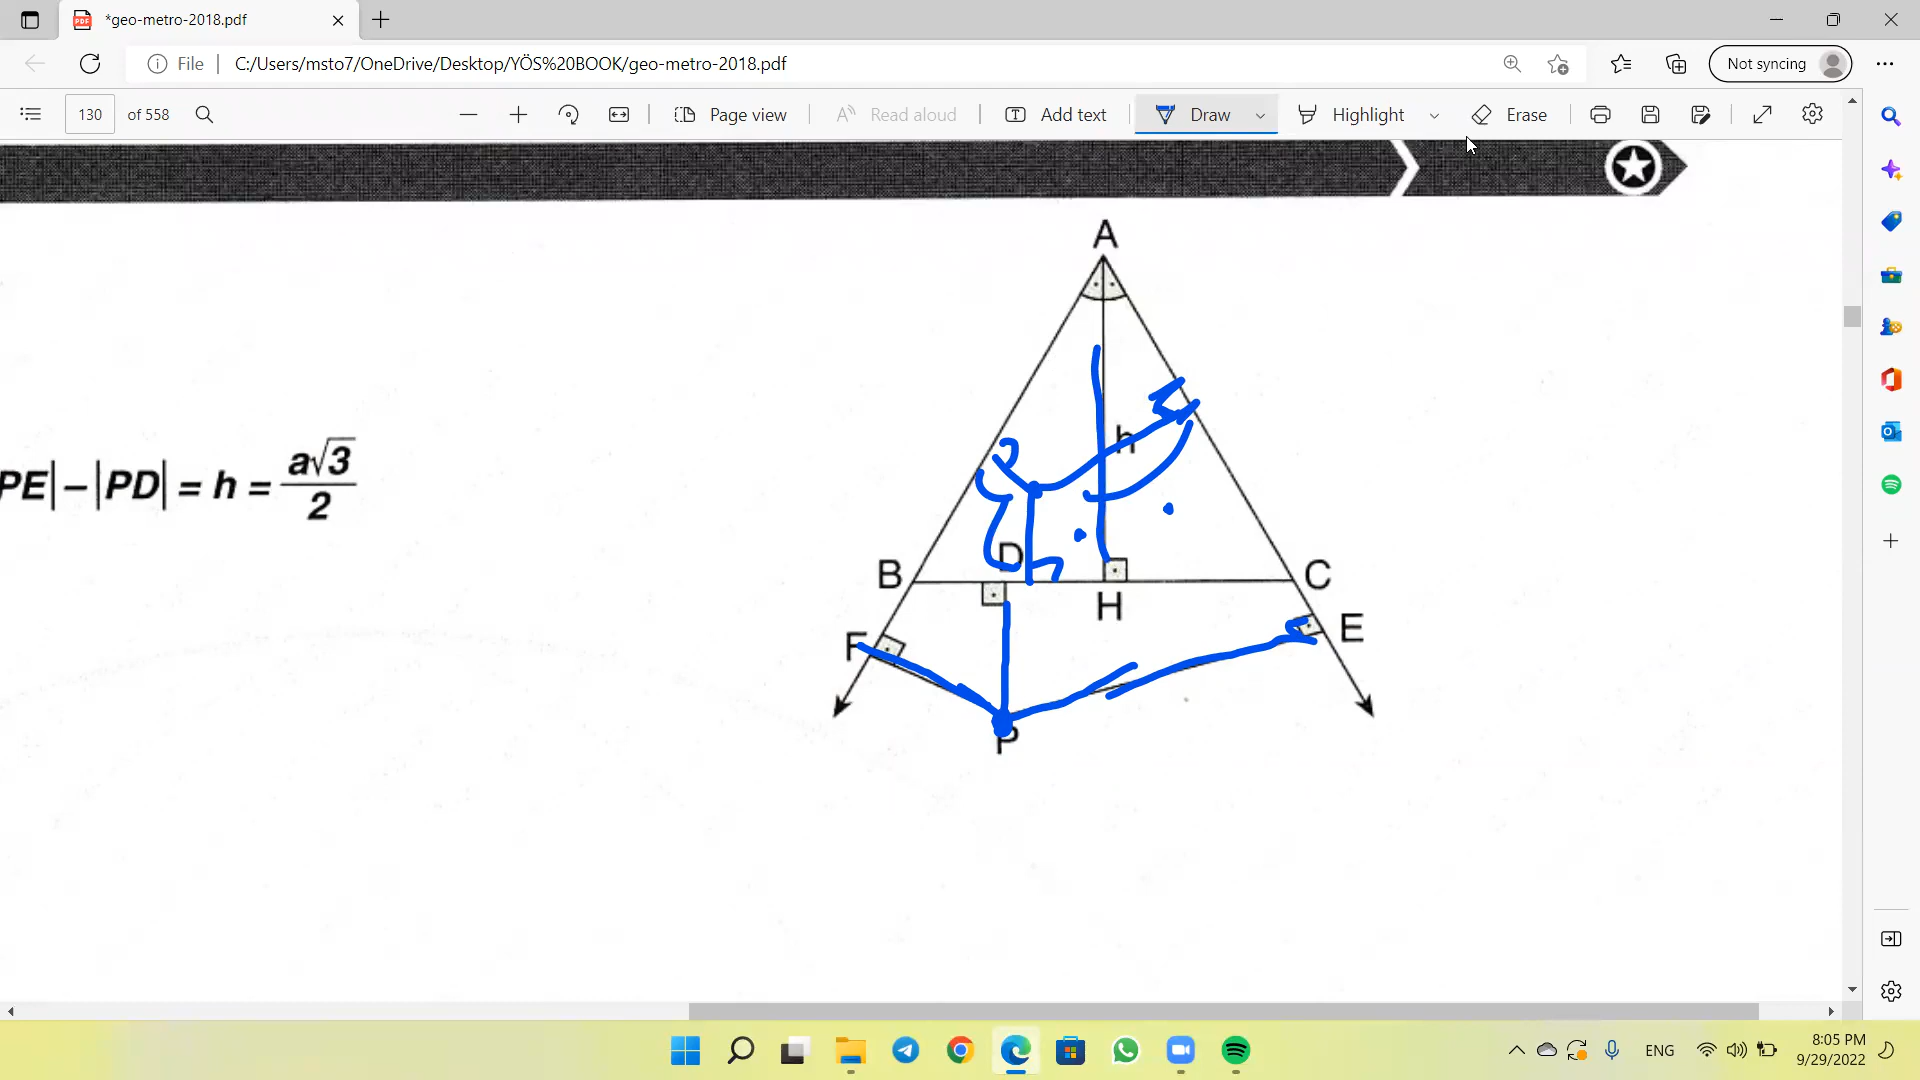 *geo-metro-2018.pdf
File
C:/Users/msto7/OneDrive/Desktop/YÖS%20BOOK/geo-metro-2018.pdf
Not syncing
130 of 558
Page view
Read aloud
Add text
Draw
Highlight
Erase
A
h
PE| − |PD| = h = a√3/2
D
B
C
H
F
E
P
ENG
8:05 PM
9/29/2022